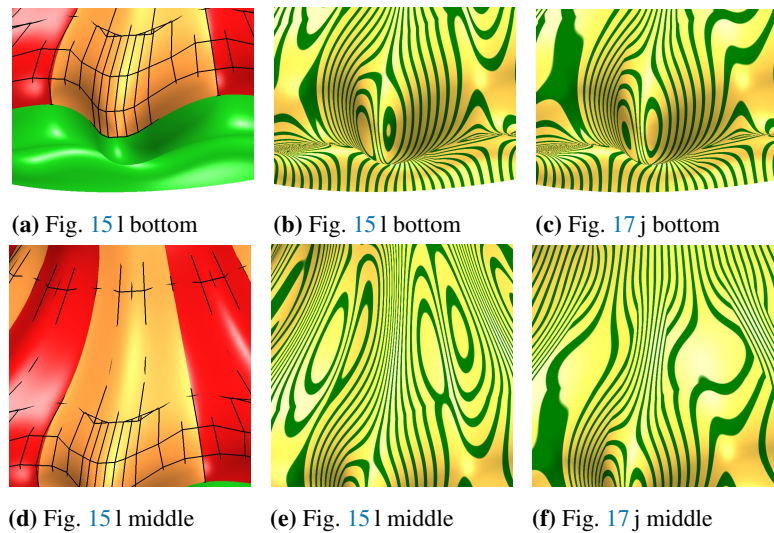 (a) Fig. 15 l bottom
(b) Fig. 15 l bottom
(c) Fig. 17 j bottom
(d) Fig. 15 l middle
(e) Fig. 15 l middle
(f) Fig. 17 j middle